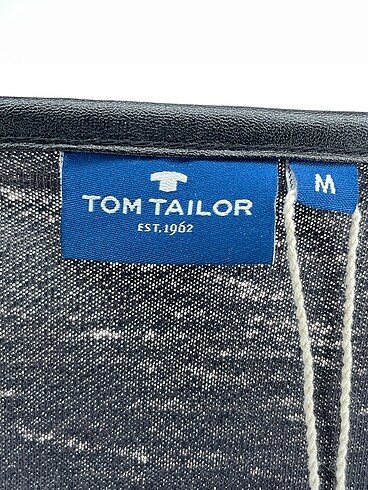 TOM TAILOR
EST. 1962
M